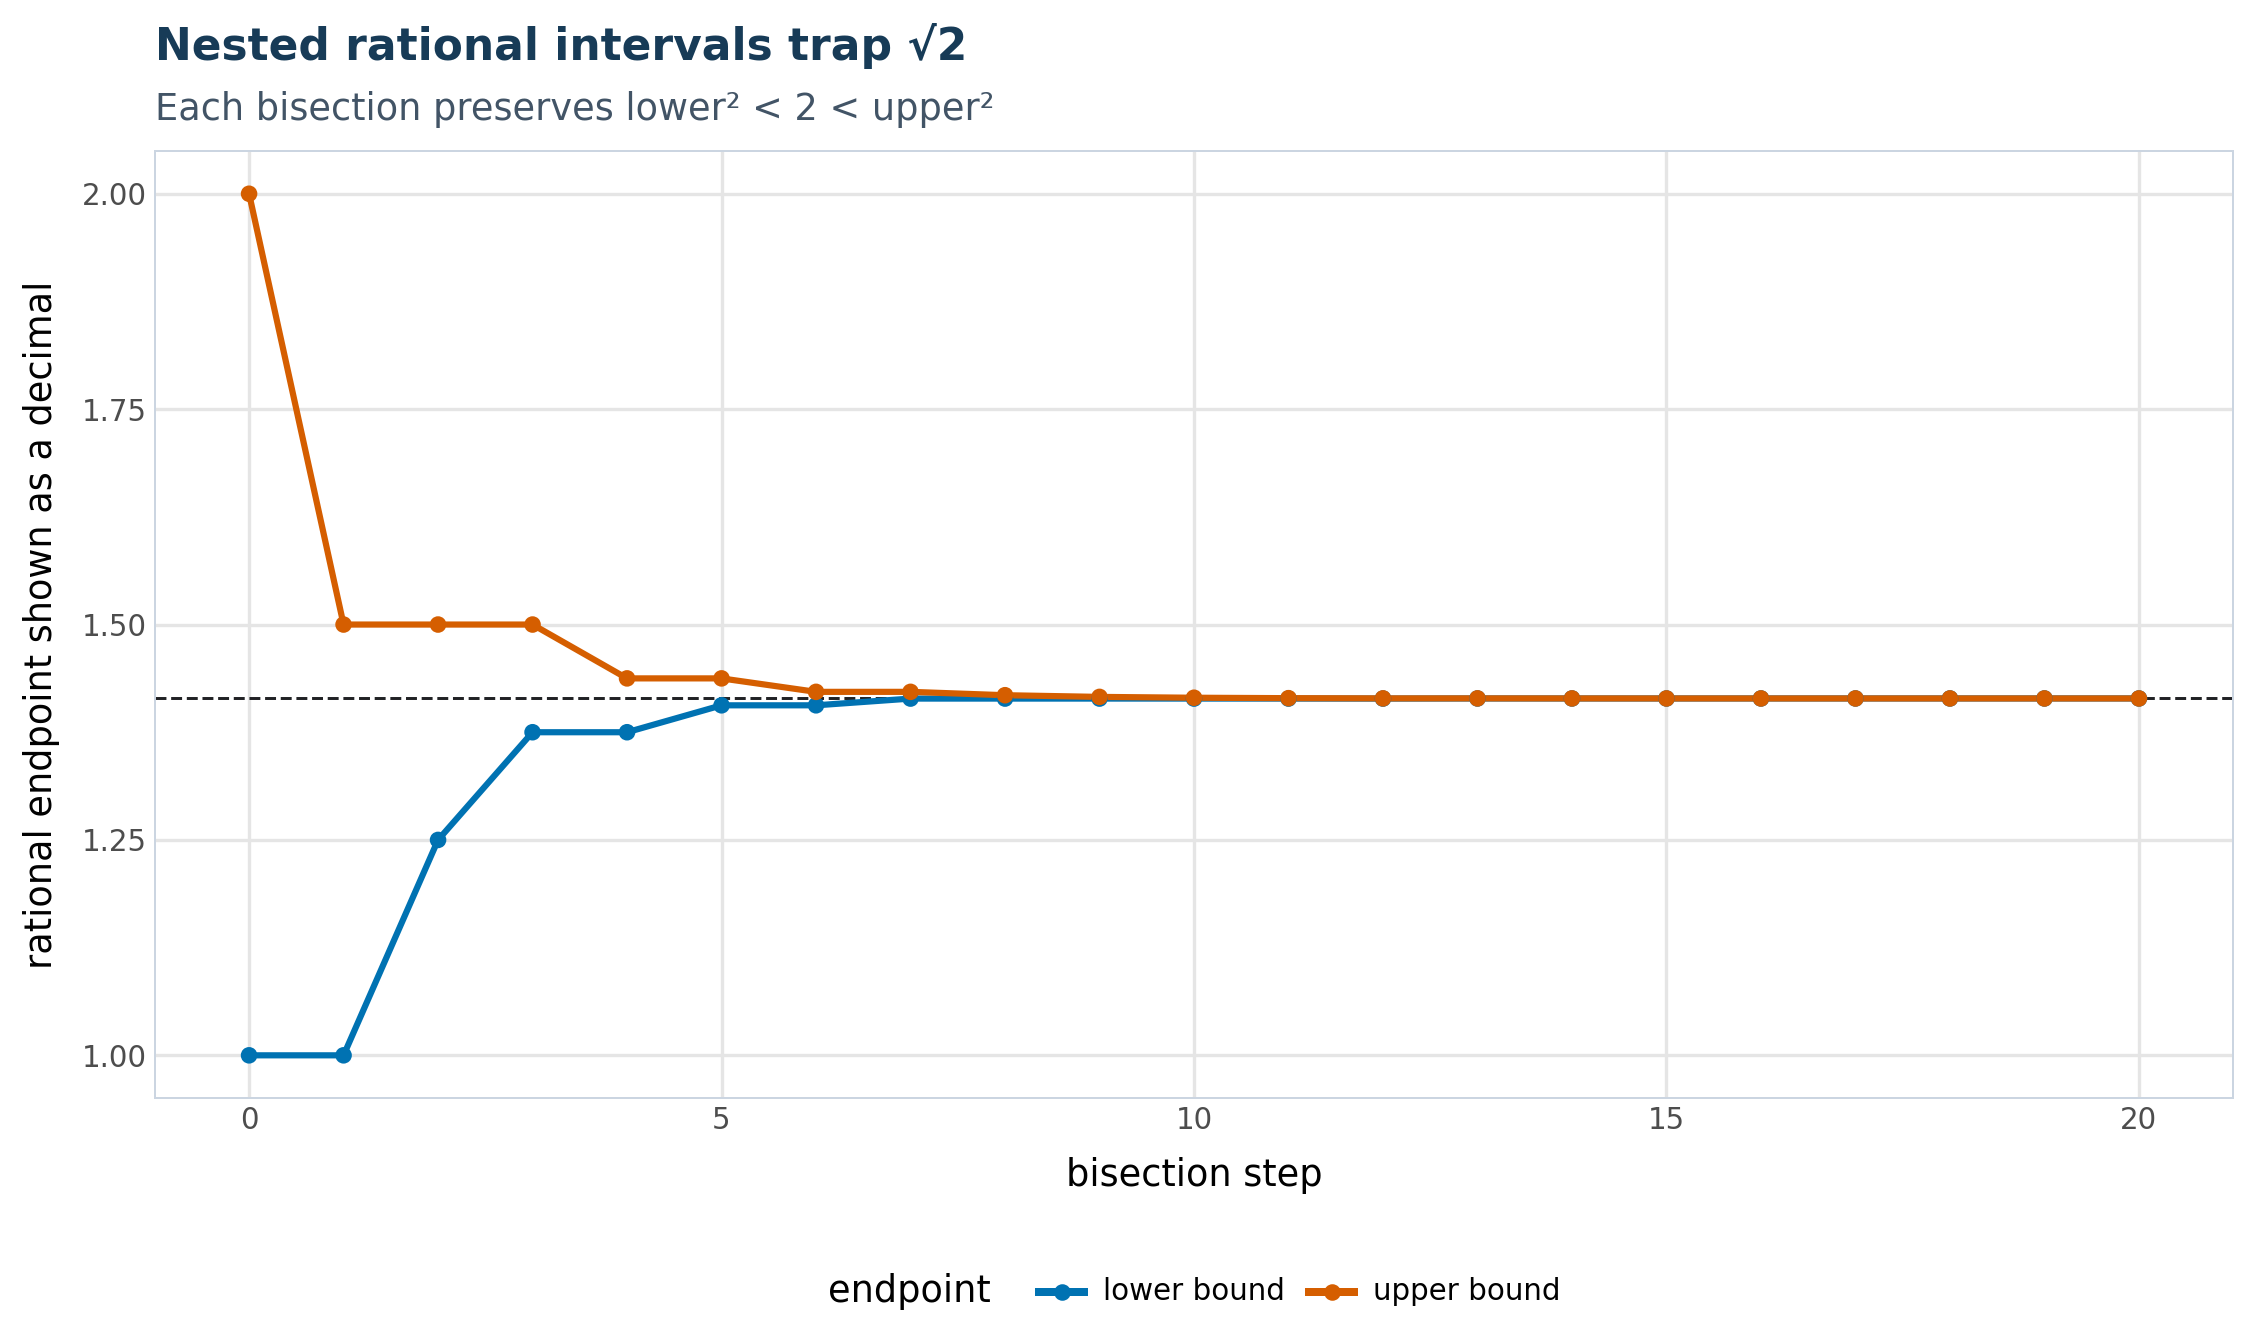 Nested rational intervals trap √2
Each bisection preserves lower² < 2 < upper²
rational endpoint shown as a decimal
2.00
1.75
1.50
1.25
1.00
0 5 10 15 20
bisection step
endpoint lower bound upper bound